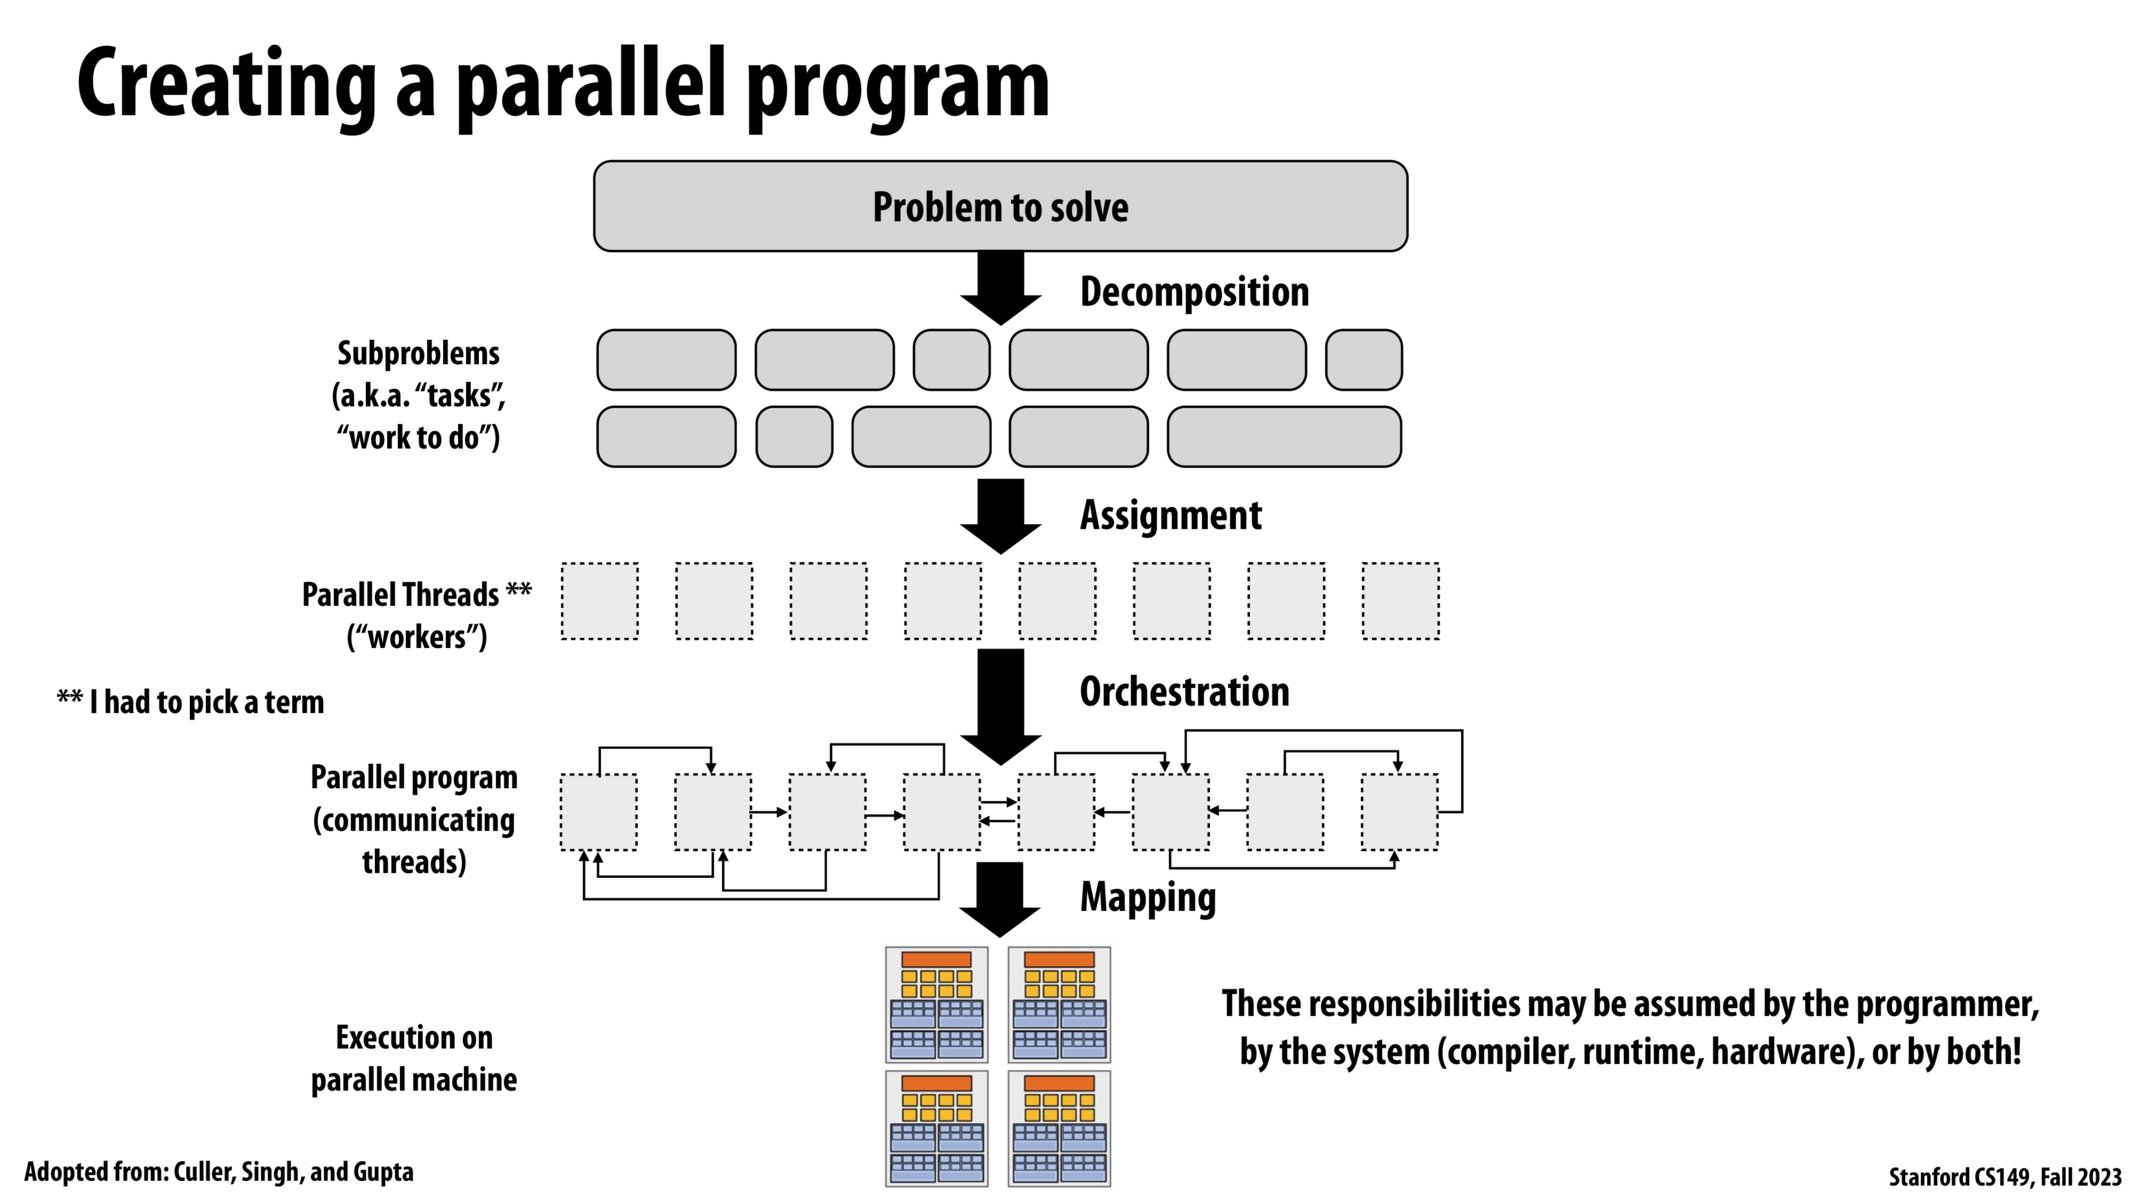 Creating a parallel program
Problem to solve
Decomposition
Subproblems
(a.k.a. “tasks”,
“work to do”)
Assignment
Parallel Threads **
(“workers”)
Orchestration
** I had to pick a term
Parallel program
(communicating
threads)
Mapping
These responsibilities may be assumed by the programmer,
by the system (compiler, runtime, hardware), or by both!
Execution on
parallel machine
Adopted from: Culler, Singh, and Gupta
Stanford CS149, Fall 2023